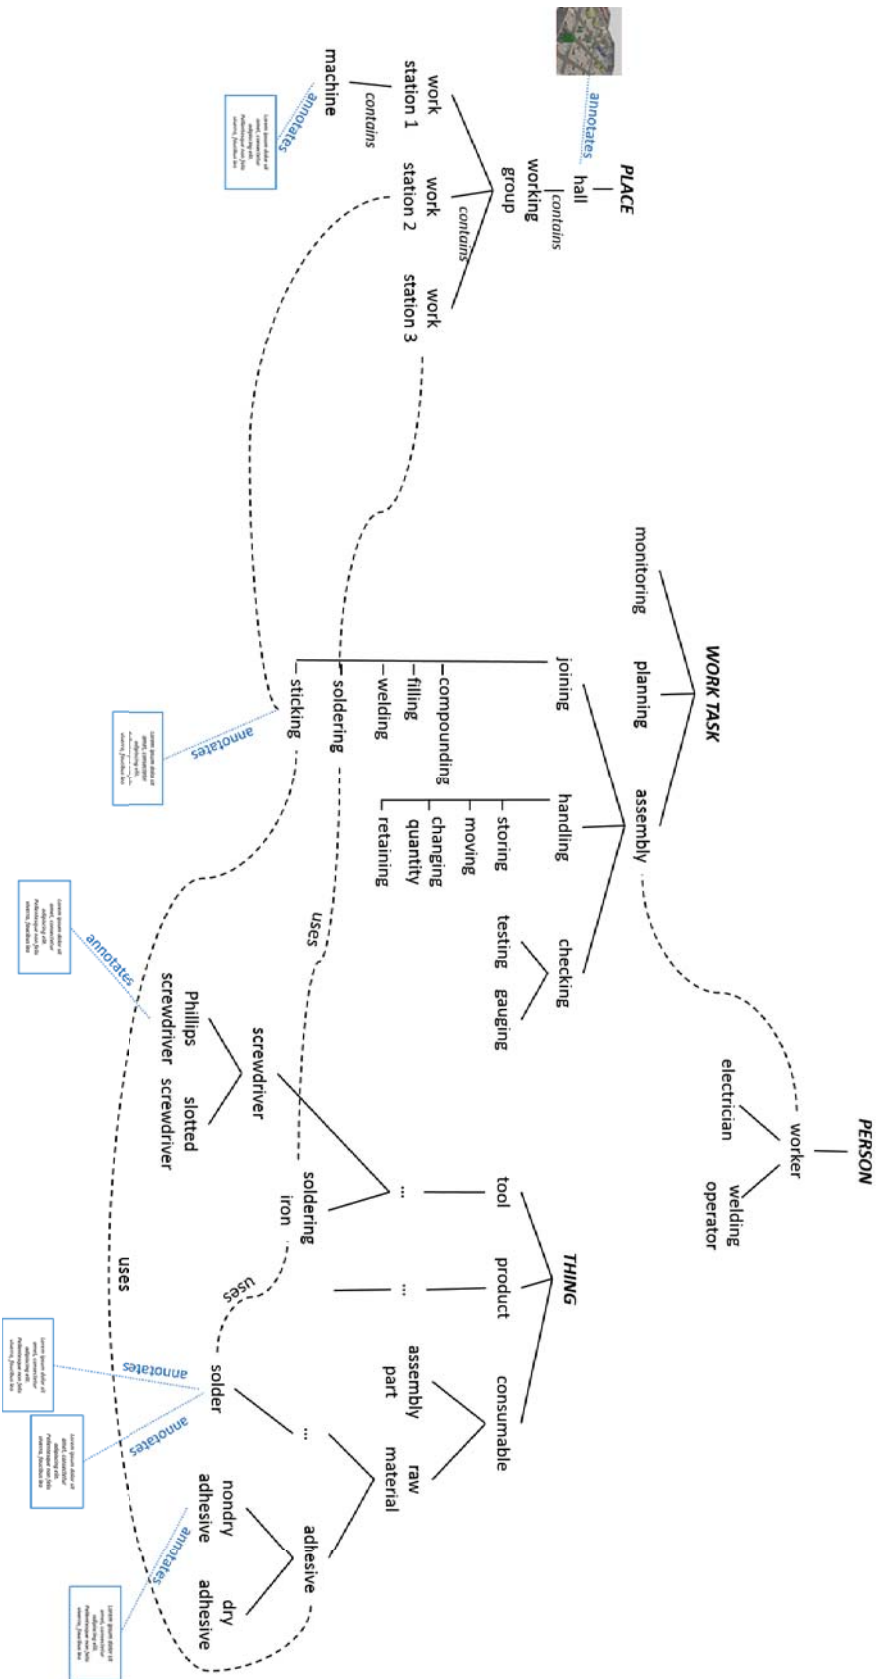 PLACE
annotates
hall
contains
working
group
contains
work
station 1
work
station 2
work
station 3
contains
machine
annotates
WORK TASK
monitoring
planning
assembly
joining
handling
checking
compounding
filling
welding
soldering
sticking
storing
moving
changing
quantity
retaining
testing
gauging
annotates
PERSON
worker
electrician
welding
operator
THING
tool
product
consumable
...
...
assembly
part
raw
material
screwdriver
soldering
iron
...
adhesive
Phillips
screwdriver
slotted
screwdriver
solder
nondry
adhesive
dry
adhesive
uses
uses
uses
annotates
annotates
annotates
annotates